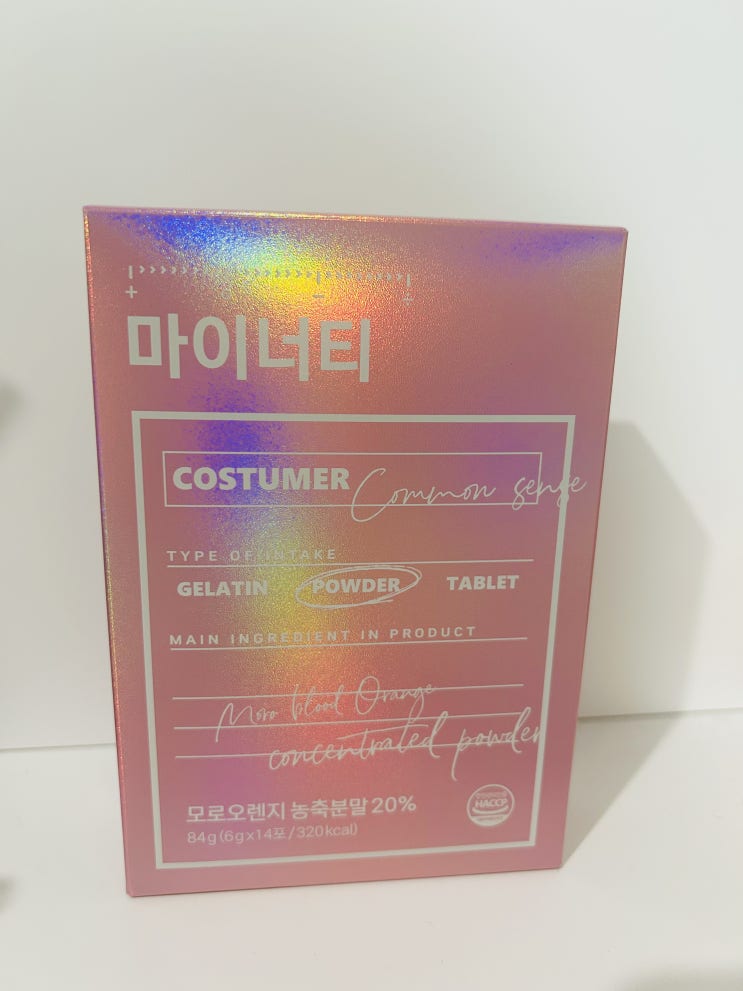 마이너티
COSTUMER Common sense
TYPE OF INTAKE
GELATIN POWDER TABLET
MAIN INGREDIENT IN PRODUCT
Moro blood Orange
concentrated powder
모로오렌지 농축분말 20%
84g (6g x 14포 / 320kcal)
HACCP